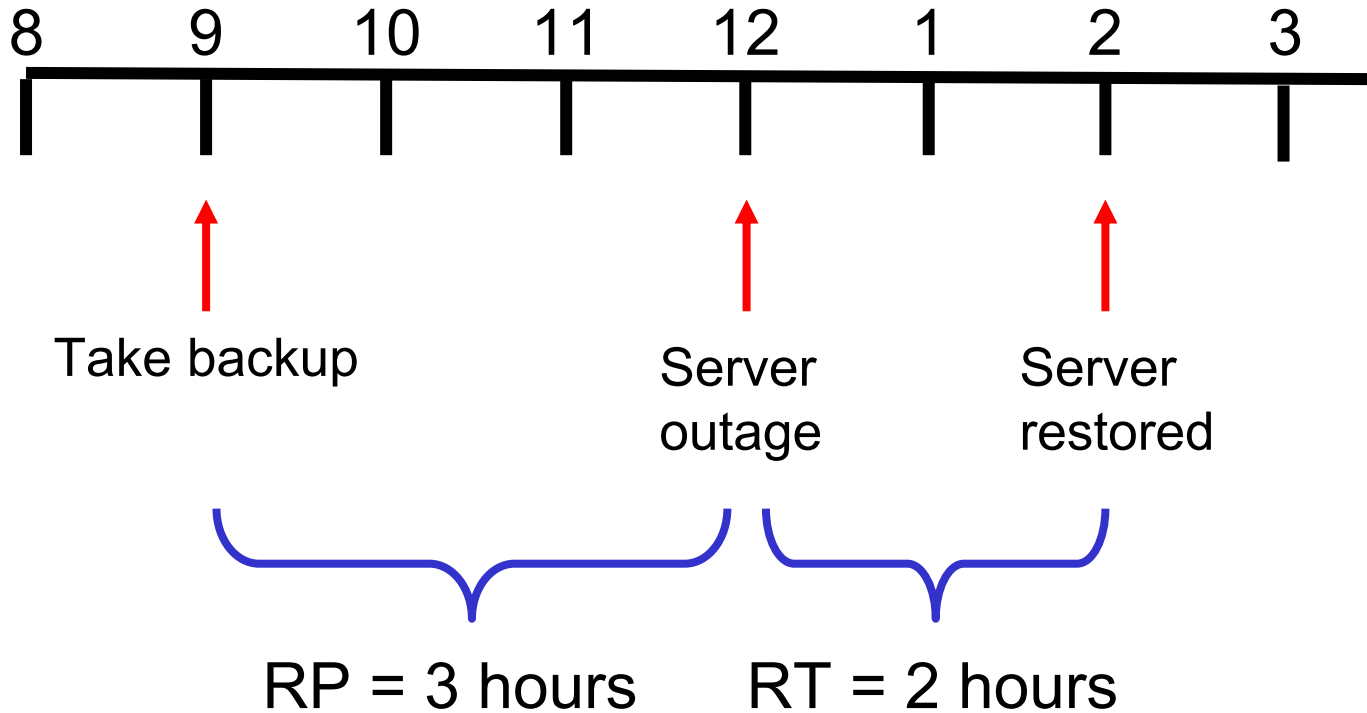 8 9 10 11 12 1 2 3
Take backup
Server
outage
Server
restored
RP = 3 hours
RT = 2 hours